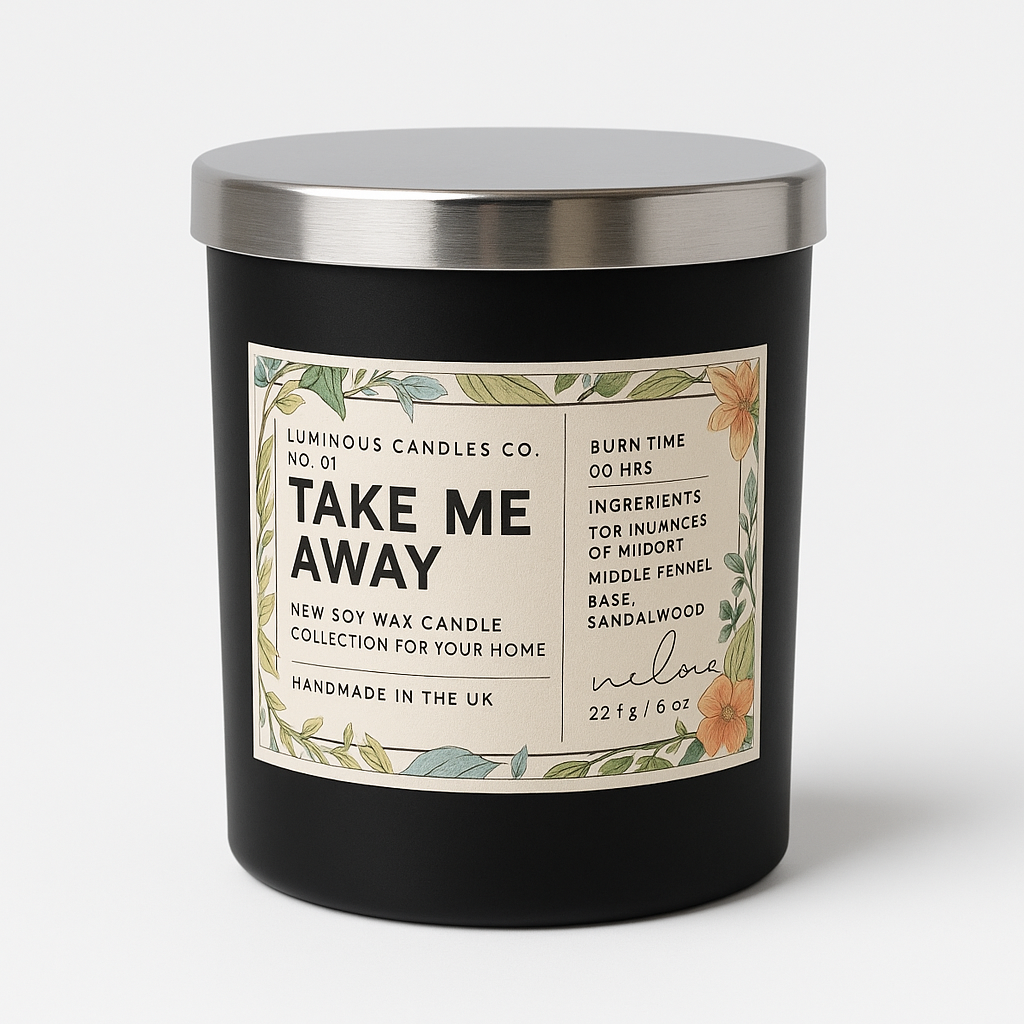 LUMINOUS CANDLES CO.
NO. 01
TAKE ME
AWAY
NEW SOY WAX CANDLE
COLLECTION FOR YOUR HOME
HANDMADE IN THE UK
BURN TIME
00 HRS
INGRERIENTS
TOR INUMNCES
OF MIIDORT
MIDDLE FENNEL
BASE,
SANDALWOOD
22 f g / 6 oz